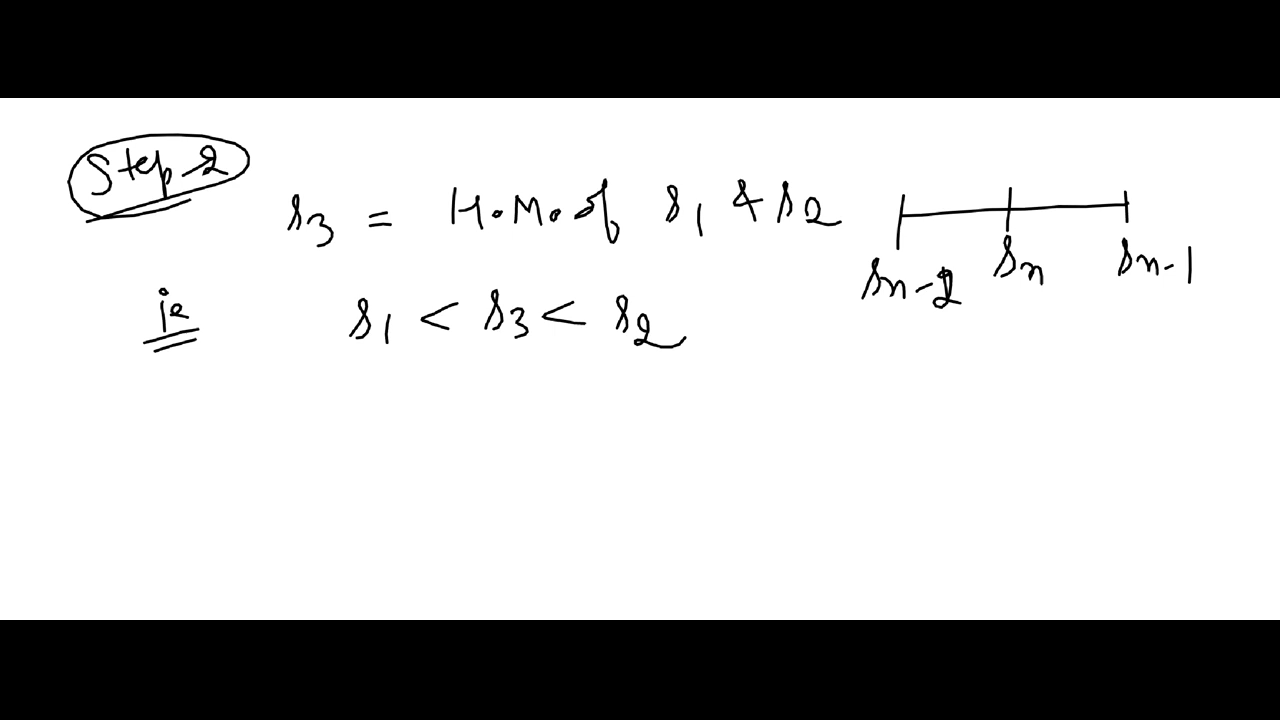 Step-2
s3 = H.M. of s1 & s2
sn-2 sn sn-1
ie s1 < s3 < s2